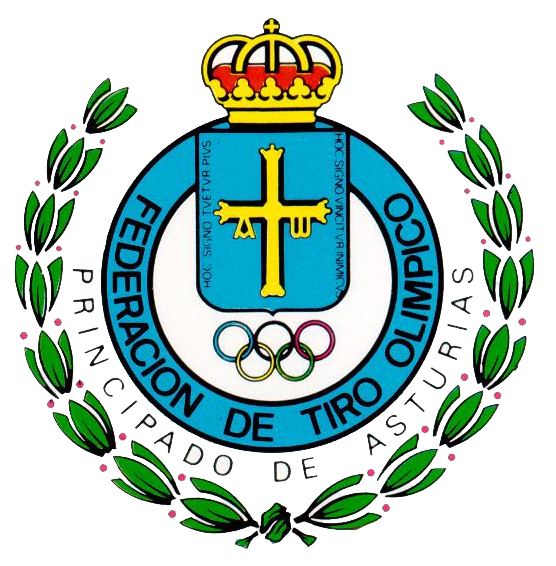 HOC SIGNO TVETVR PIVS
HOC SIGNO VINCITVR INIMICVS
A W
FEDERACION DE TIRO OLIMPICO
PRINCIPADO DE ASTURIAS